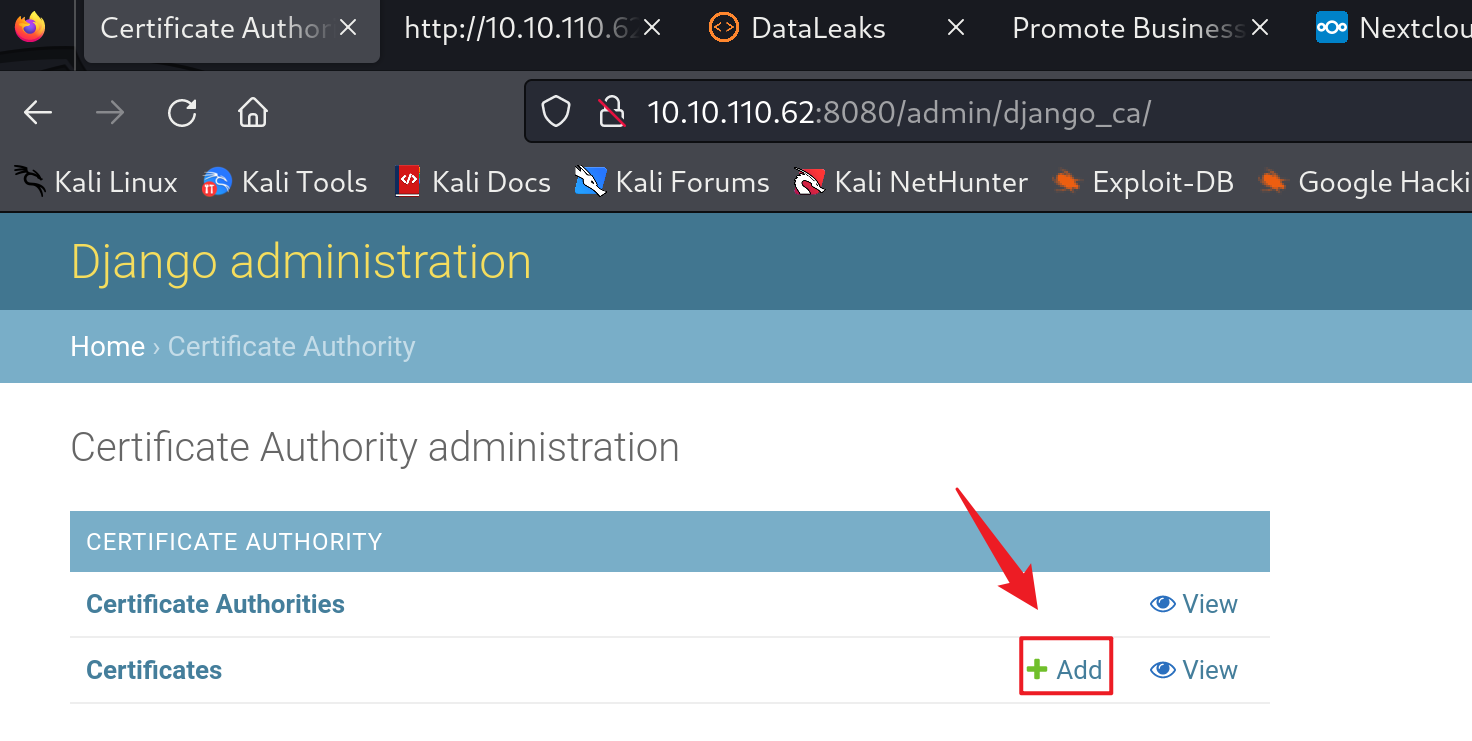 Certificate Author
http://10.10.110.62
DataLeaks
Promote Business
Nextclou
10.10.110.62:8080/admin/django_ca/
Kali Linux
Kali Tools
Kali Docs
Kali Forums
Kali NetHunter
Exploit-DB
Google Hacki
Django administration
Home › Certificate Authority
Certificate Authority administration
CERTIFICATE AUTHORITY
Certificate Authorities View
Certificates Add View